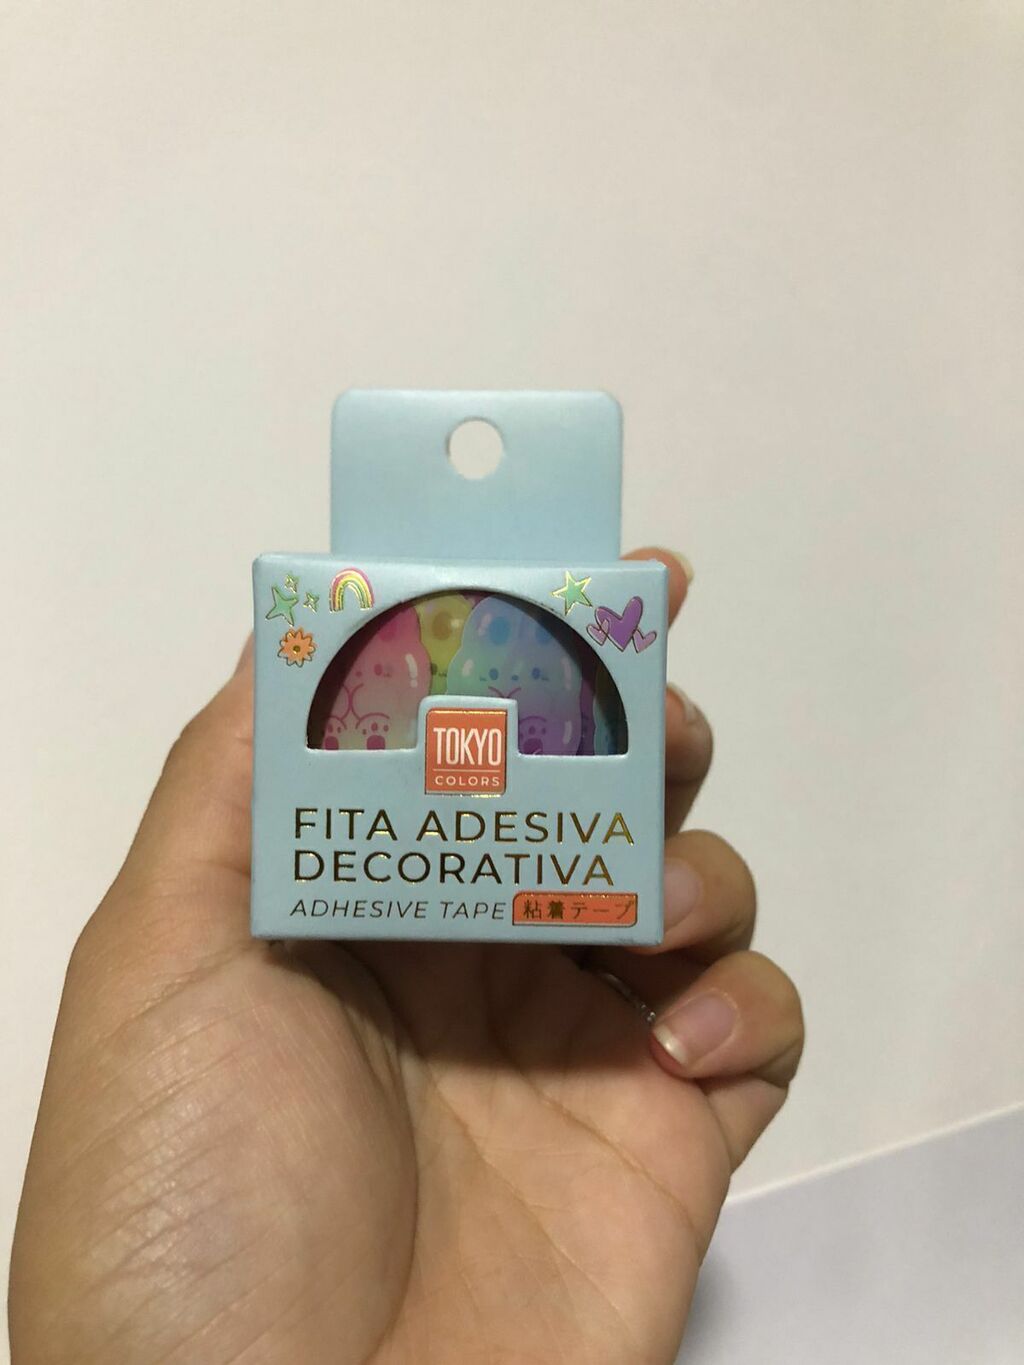 TOKYO
COLORS
FITA ADESIVA
DECORATIVA
ADHESIVE TAPE 粘着テープ